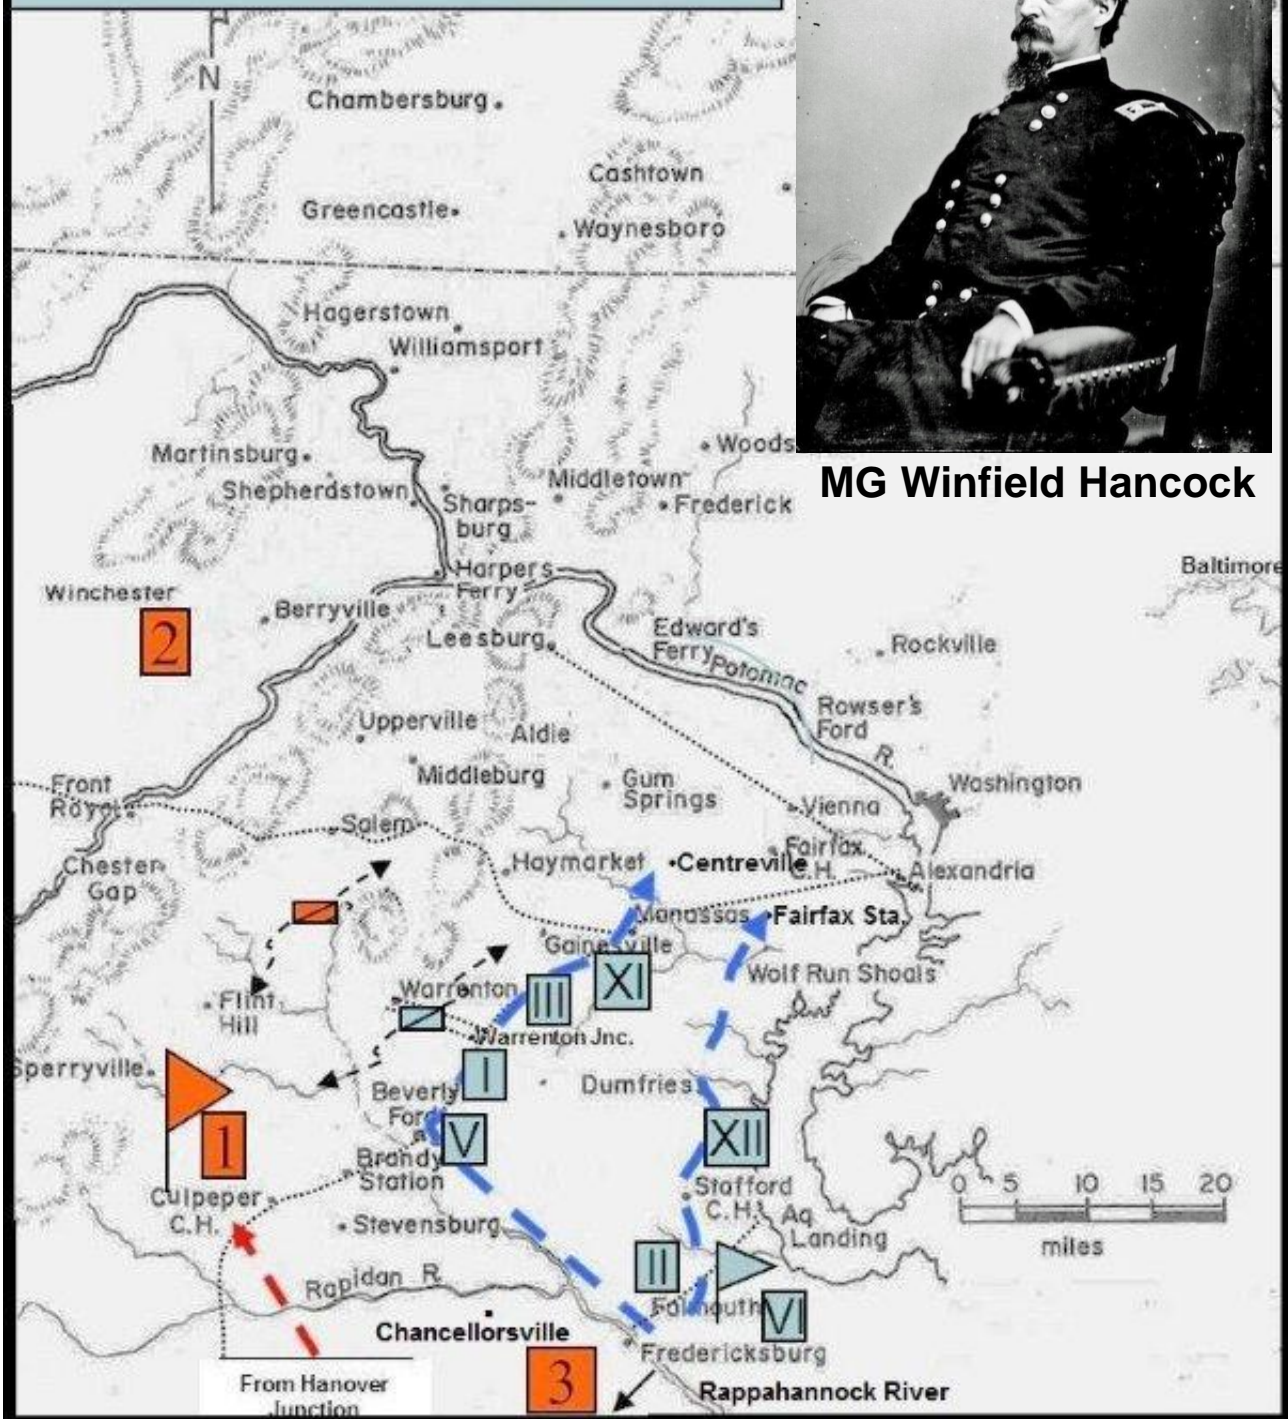 N
Chambersburg
Cashtown
Greencastle
Waynesboro
Hagerstown
Williamsport
MG Winfield Hancock
Martinsburg
Woods
Shepherdstown
Middletown
Sharps-
burg
Frederick
Harpers
Ferry
Baltimore
Winchester
Berryville
2
Leesburg
Edward's
Ferry
Potomac
R.
Rockville
Rowser's
Ford
Upperville
Aldie
Middleburg
Gum
Springs
Washington
Front
Royal
Vienna
Salem
Chester
Gap
Haymarket
Centreville
Fairfax
C.H.
Alexandria
Manassas
Fairfax Sta.
Gainesville
Wolf Run Shoals
III
XI
Warrenton
Flint
Hill
Warrenton Jnc.
Sperryville
I
Beverly
Ford
Dumfries
1
V
XII
Brandy
Station
Culpeper
C.H.
Stafford
C.H.
Aq
Landing
0 5 10 15 20
miles
Stevensburg
II
Rapidan R.
Falmouth
VI
Chancellorsville
Fredericksburg
3
From Hanover
Junction
Rappahannock River